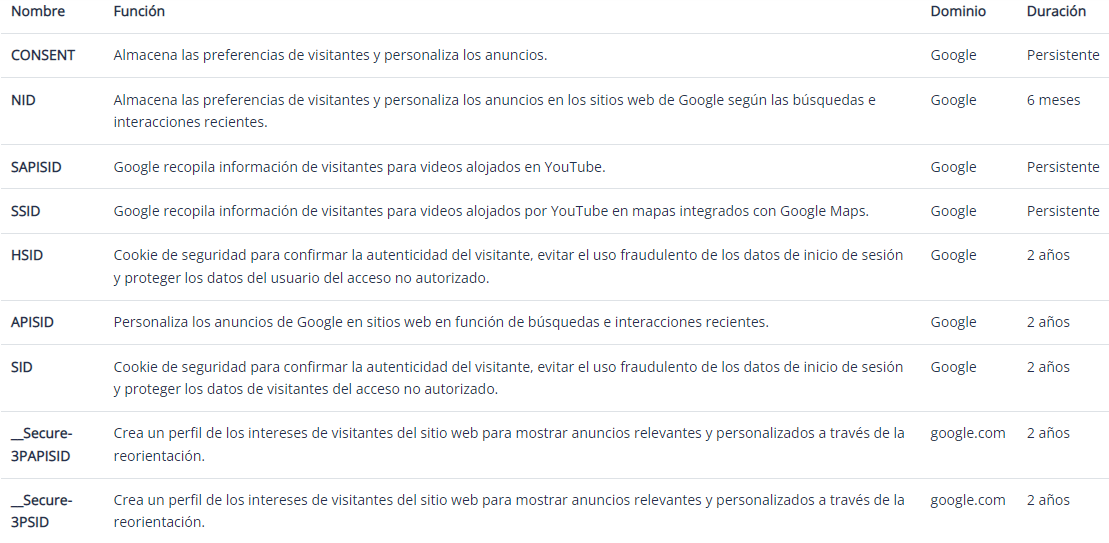 Nombre Función Dominio Duración
CONSENT Almacena las preferencias de visitantes y personaliza los anuncios. Google Persistente
NID Almacena las preferencias de visitantes y personaliza los anuncios en los sitios web de Google según las búsquedas e Google 6 meses
interacciones recientes.
SAPISID Google recopila información de visitantes para videos alojados en YouTube. Google Persistente
SSID Google recopila información de visitantes para videos alojados por YouTube en mapas integrados con Google Maps. Google Persistente
HSID Cookie de seguridad para confirmar la autenticidad del visitante, evitar el uso fraudulento de los datos de inicio de sesión Google 2 años
y proteger los datos del usuario del acceso no autorizado.
APISID Personaliza los anuncios de Google en sitios web en función de búsquedas e interacciones recientes. Google 2 años
SID Cookie de seguridad para confirmar la autenticidad del visitante, evitar el uso fraudulento de los datos de inicio de sesión Google 2 años
y proteger los datos de visitantes del acceso no autorizado.
__Secure- Crea un perfil de los intereses de visitantes del sitio web para mostrar anuncios relevantes y personalizados a través de la google.com 2 años
3PAPISID reorientación.
__Secure- Crea un perfil de los intereses de visitantes del sitio web para mostrar anuncios relevantes y personalizados a través de la google.com 2 años
3PSID reorientación.